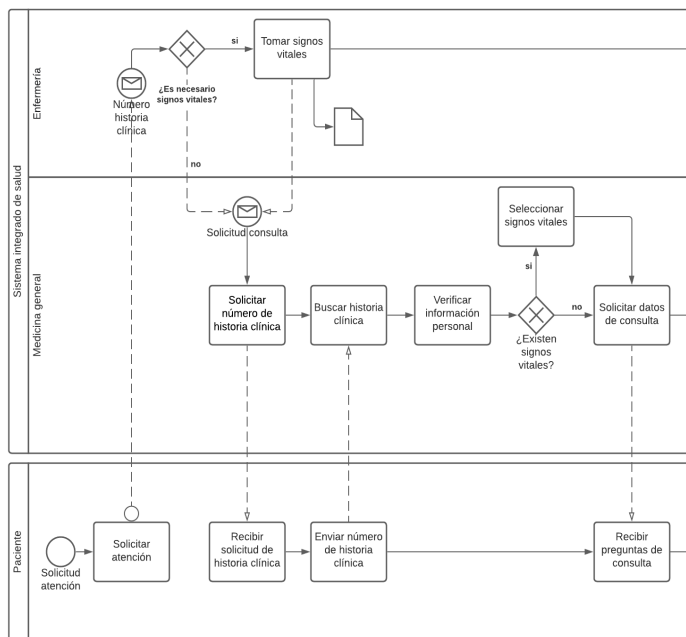 Sistema integrado de salud
Enfermería
Número
historia
clínica
¿Es necesario
signos vitales?
si
no
Tomar signos
vitales
Medicina general
Solicitud consulta
Solicitar
número de
historia clínica
Buscar historia
clínica
Verificar
información
personal
¿Existen
signos
vitales?
si
no
Seleccionar
signos vitales
Solicitar datos
de consulta
Paciente
Solicitud
atención
Solicitar
atención
Recibir
solicitud de
historia clínica
Enviar número
de historia
clínica
Recibir
preguntas de
consulta